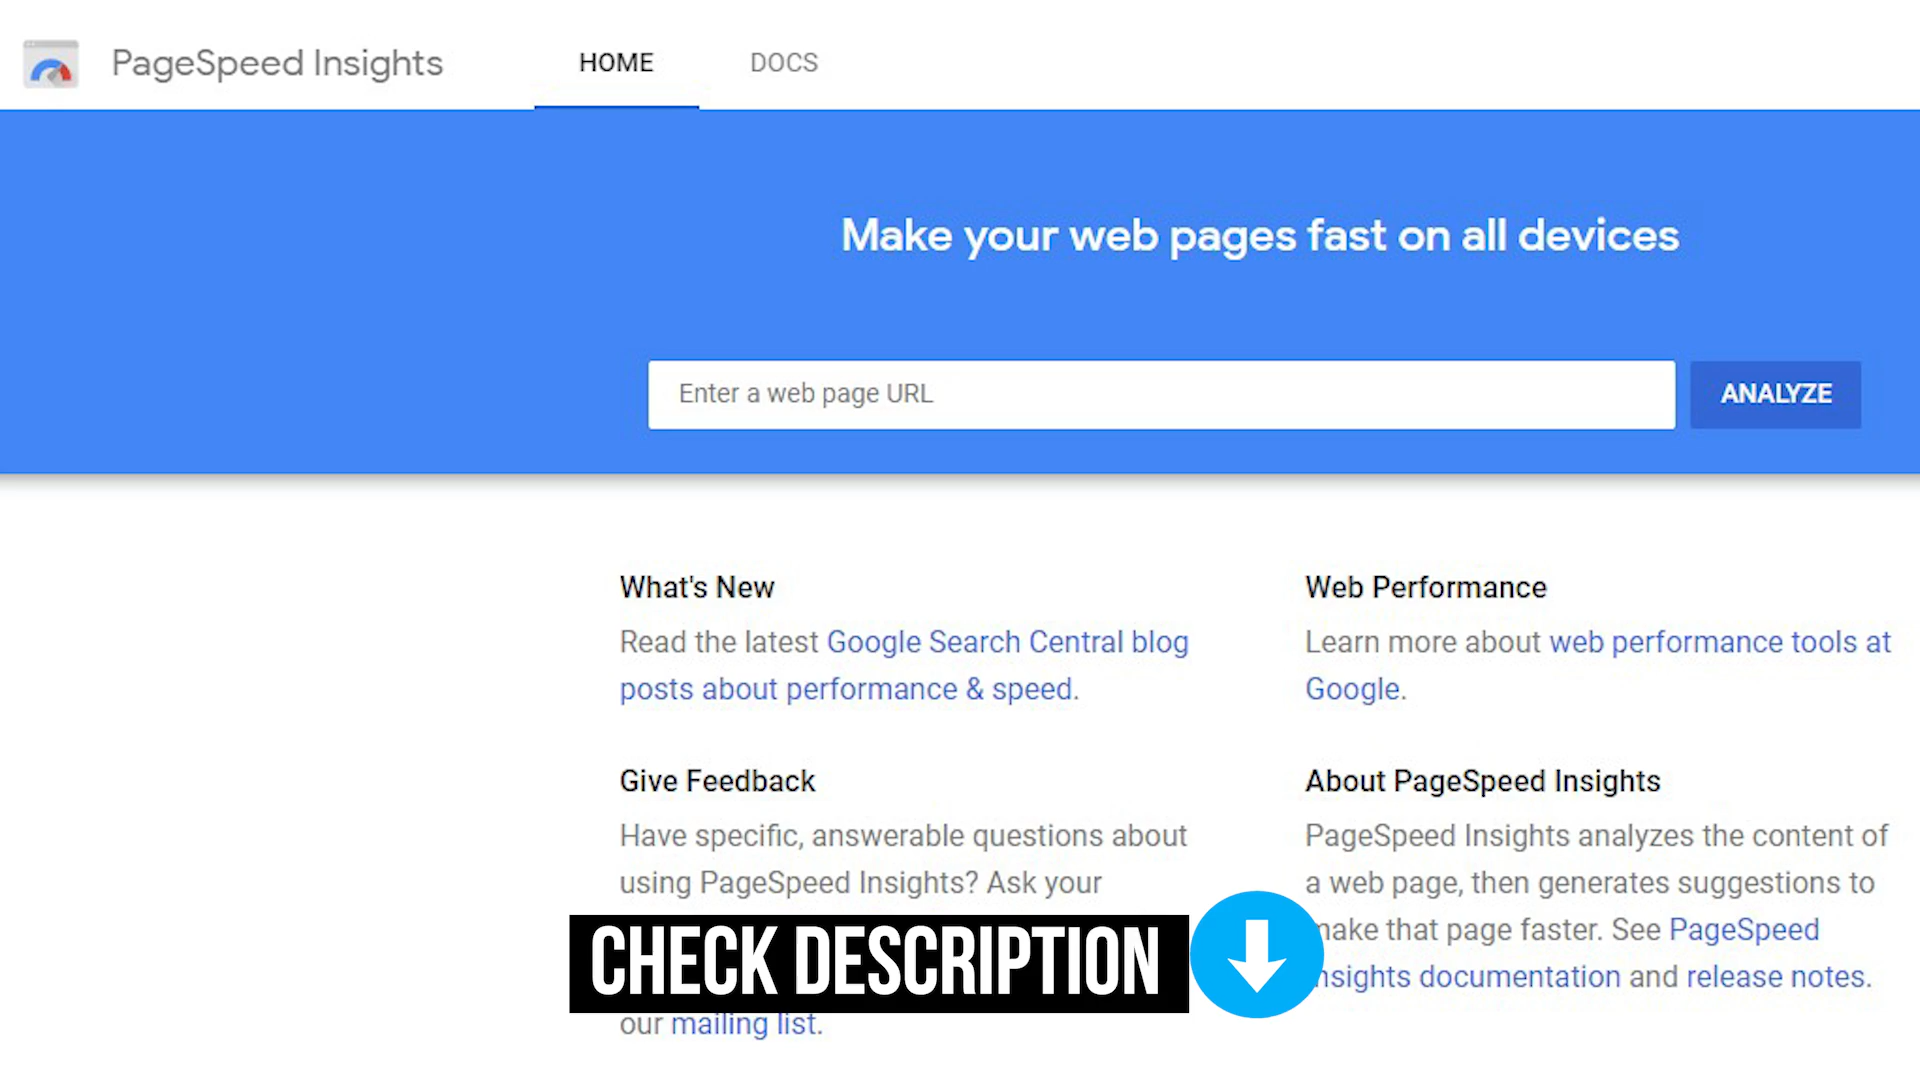 PageSpeed Insights
HOME
DOCS
Make your web pages fast on all devices
Enter a web page URL
ANALYZE
What's New
Read the latest Google Search Central blog
posts about performance & speed.
Web Performance
Learn more about web performance tools at
Google.
Give Feedback
Have specific, answerable questions about
using PageSpeed Insights? Ask your
our mailing list.
About PageSpeed Insights
PageSpeed Insights analyzes the content of
a web page, then generates suggestions to
make that page faster. See PageSpeed
Insights documentation and release notes.
CHECK DESCRIPTION